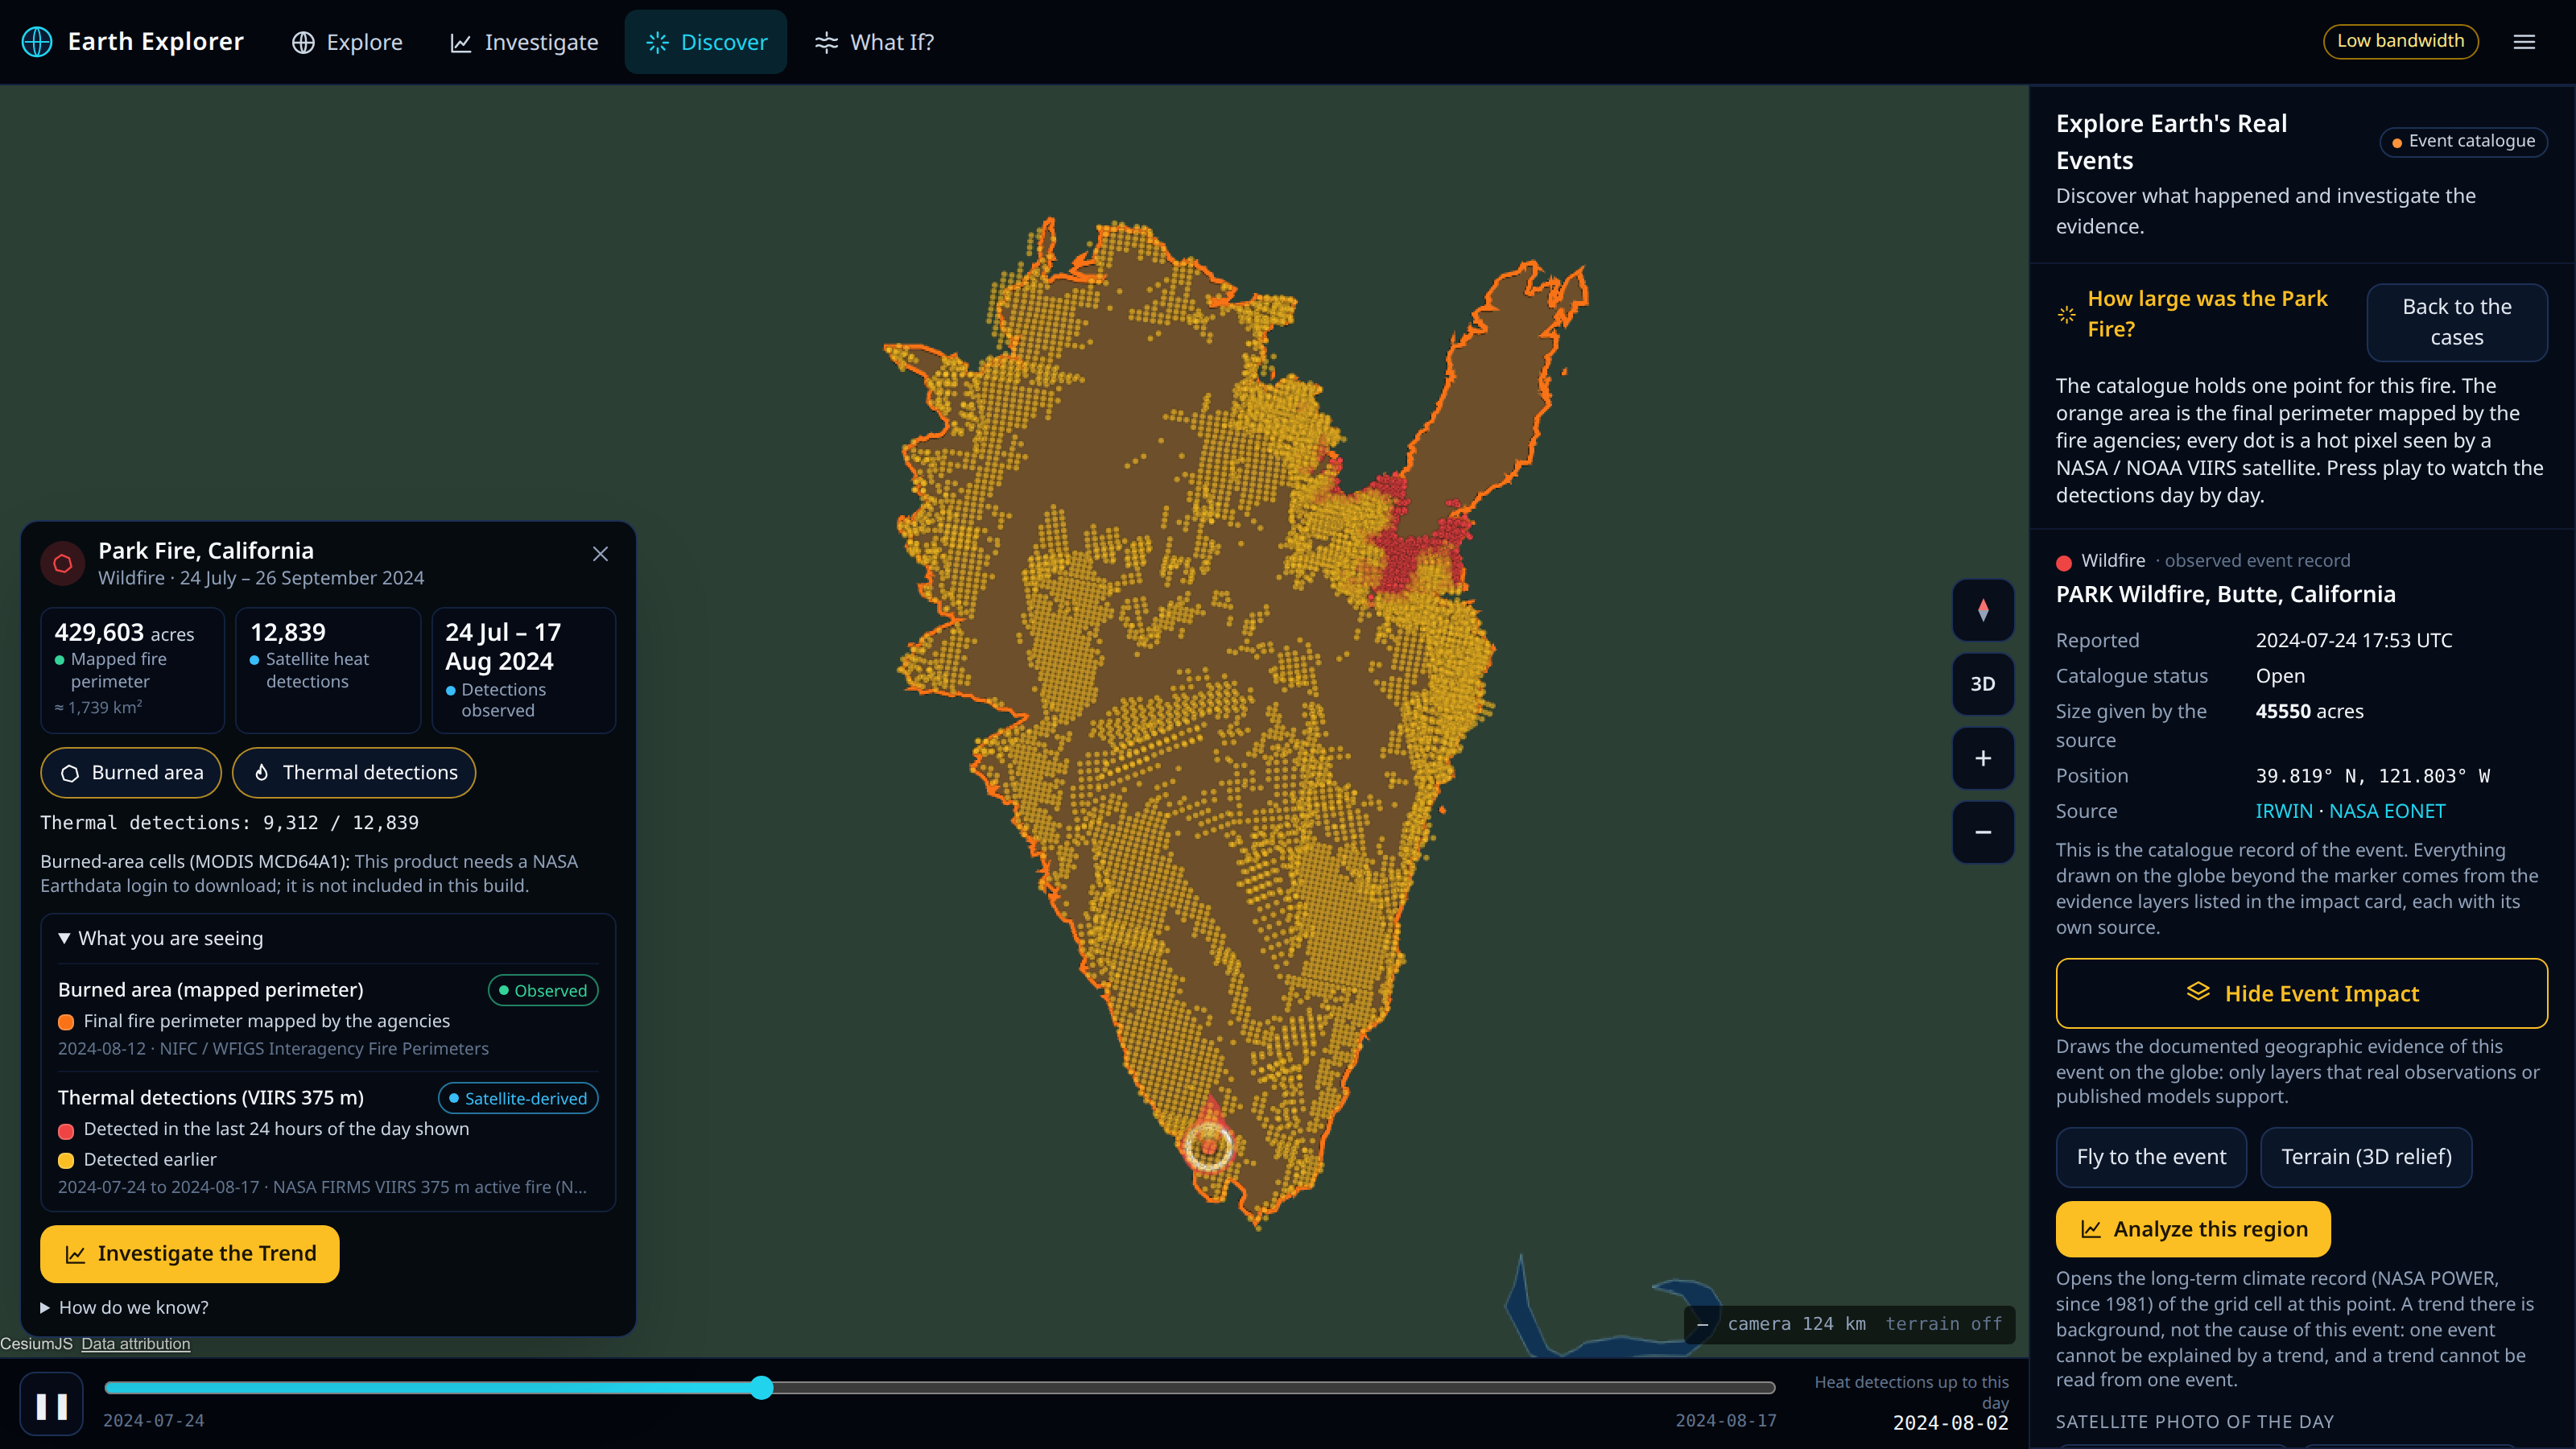 Earth Explorer
Explore
Investigate
Discover
What If?
Low bandwidth
Park Fire, California
Wildfire · 24 July – 26 September 2024
429,603 acres
Mapped fire
perimeter
≈ 1,739 km²
12,839
Satellite heat
detections
24 Jul – 17
Aug 2024
Detections
observed
Burned area
Thermal detections
Thermal detections: 9,312 / 12,839
Burned-area cells (MODIS MCD64A1): This product needs a NASA
Earthdata login to download; it is not included in this build.
▼ What you are seeing
Burned area (mapped perimeter)
Observed
Final fire perimeter mapped by the agencies
2024-08-12 · NIFC / WFIGS Interagency Fire Perimeters
Thermal detections (VIIRS 375 m)
Satellite-derived
Detected in the last 24 hours of the day shown
Detected earlier
2024-07-24 to 2024-08-17 · NASA FIRMS VIIRS 375 m active fire (N...
Investigate the Trend
▶ How do we know?
CesiumJS Data attribution
3D
+
−
– camera 124 km terrain off
2024-07-24
2024-08-17
Heat detections up to this
day
2024-08-02
Explore Earth's Real
Events
Event catalogue
Discover what happened and investigate the
evidence.
How large was the Park
Fire?
Back to the
cases
The catalogue holds one point for this fire. The
orange area is the final perimeter mapped by the
fire agencies; every dot is a hot pixel seen by a
NASA / NOAA VIIRS satellite. Press play to watch the
detections day by day.
Wildfire · observed event record
PARK Wildfire, Butte, California
Reported 2024-07-24 17:53 UTC
Catalogue status Open
Size given by the
source
45550 acres
Position 39.819° N, 121.803° W
Source IRWIN · NASA EONET
This is the catalogue record of the event. Everything
drawn on the globe beyond the marker comes from the
evidence layers listed in the impact card, each with its
own source.
Hide Event Impact
Draws the documented geographic evidence of this
event on the globe: only layers that real observations or
published models support.
Fly to the event
Terrain (3D relief)
Analyze this region
Opens the long-term climate record (NASA POWER,
since 1981) of the grid cell at this point. A trend there is
background, not the cause of this event: one event
cannot be explained by a trend, and a trend cannot be
read from one event.
SATELLITE PHOTO OF THE DAY